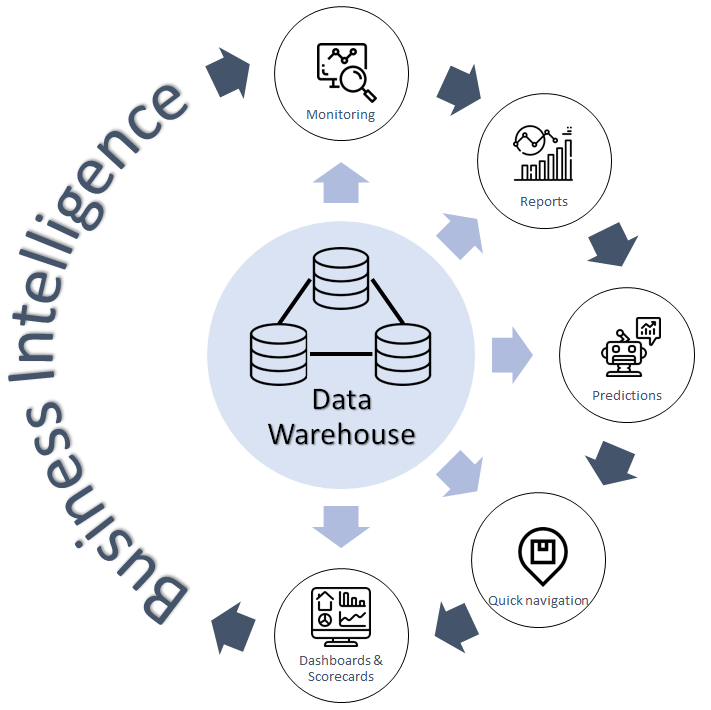 Business Intelligence
Monitoring
Reports
Predictions
Quick navigation
Dashboards &
Scorecards
Data
Warehouse